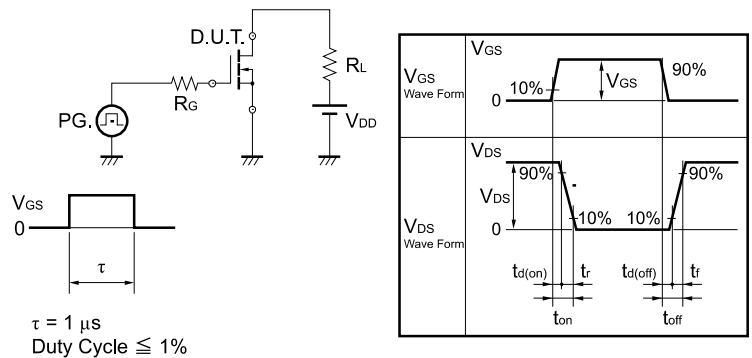 D.U.T.
RL
RG
PG.
VDD
VGS
0
τ
τ = 1 μs
Duty Cycle ≦ 1%
VGS
Wave Form
VGS
10%
VGS
90%
0
VDS
Wave Form
VDS
90%
VDS
10%
10%
90%
0
td(on)
tr
td(off)
tf
ton
toff